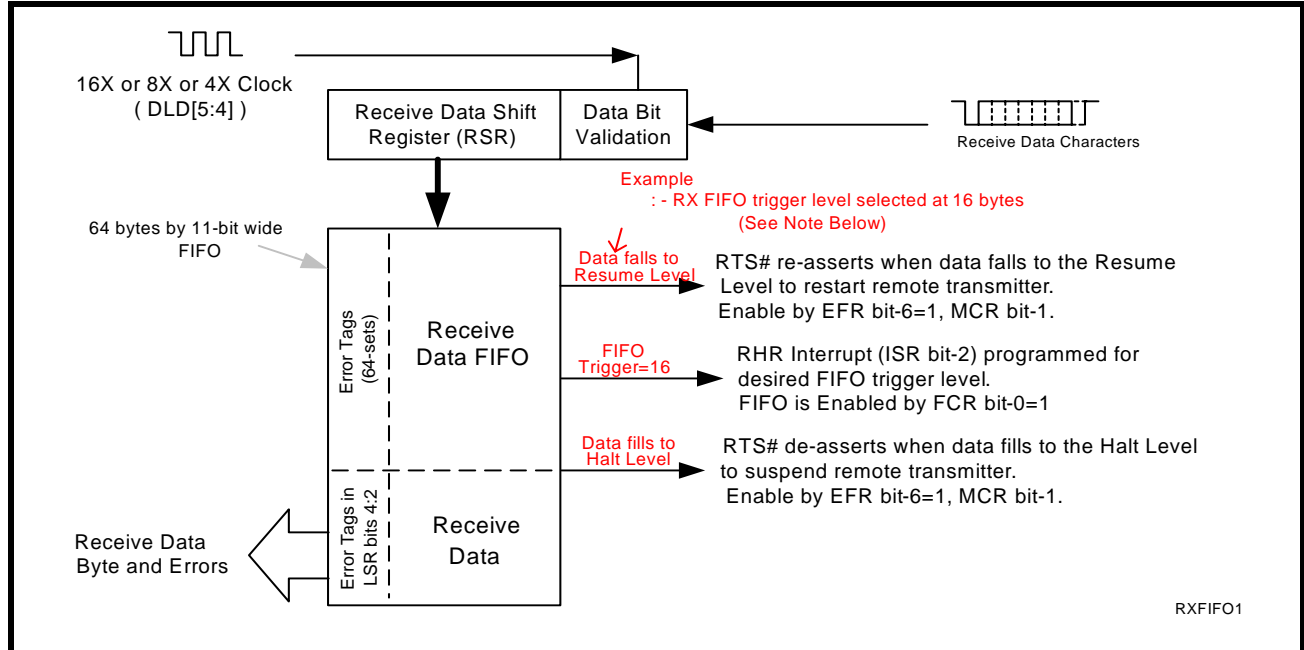 16X or 8X or 4X Clock
( DLD[5:4] )
Receive Data Shift
Register (RSR)
Data Bit
Validation
Receive Data Characters
Example
: - RX FIFO trigger level selected at 16 bytes
(See Note Below)
64 bytes by 11-bit wide
FIFO
Data falls to
Resume Level
RTS# re-asserts when data falls to the Resume
Level to restart remote transmitter.
Enable by EFR bit-6=1, MCR bit-1.
Error Tags
(64-sets)
Receive
Data FIFO
FIFO
Trigger=16
RHR Interrupt (ISR bit-2) programmed for
desired FIFO trigger level.
FIFO is Enabled by FCR bit-0=1
Data fills to
Halt Level
RTS# de-asserts when data fills to the Halt Level
to suspend remote transmitter.
Enable by EFR bit-6=1, MCR bit-1.
Error Tags in
LSR bits 4:2
Receive
Data
Receive Data
Byte and Errors
RXFIFO1